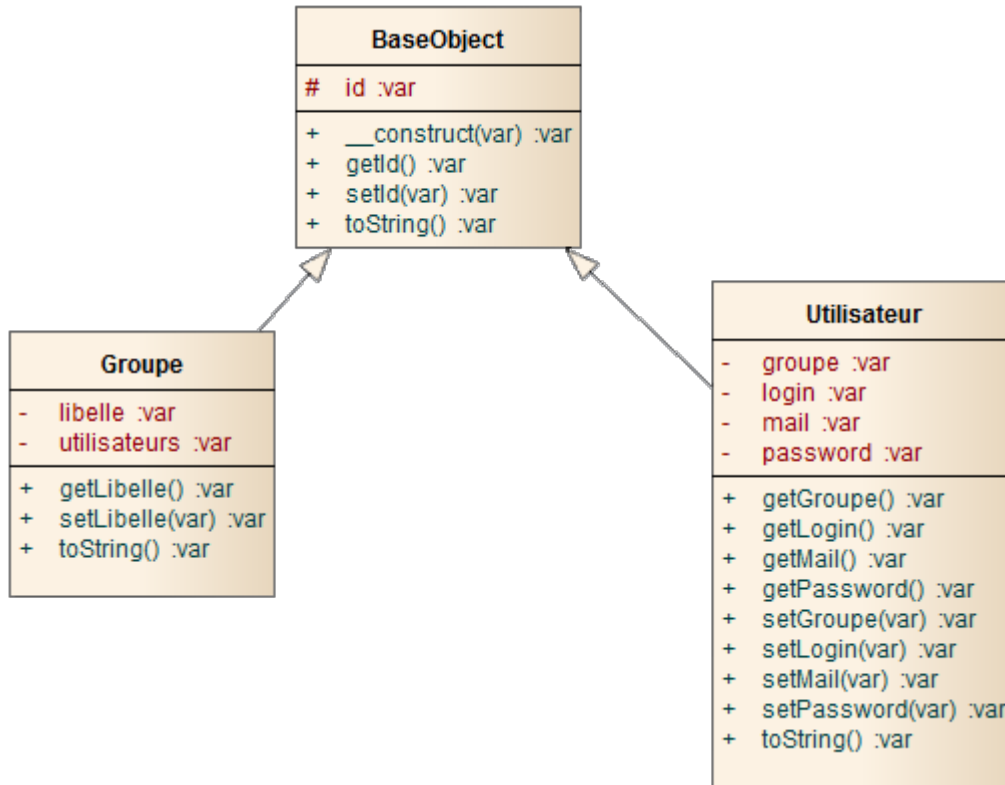 BaseObject
# id :var
+ __construct(var) :var
+ getId() :var
+ setId(var) :var
+ toString() :var
Groupe
- libelle :var
- utilisateurs :var
+ getLibelle() :var
+ setLibelle(var) :var
+ toString() :var
Utilisateur
- groupe :var
- login :var
- mail :var
- password :var
+ getGroupe() :var
+ getLogin() :var
+ getMail() :var
+ getPassword() :var
+ setGroupe(var) :var
+ setLogin(var) :var
+ setMail(var) :var
+ setPassword(var) :var
+ toString() :var